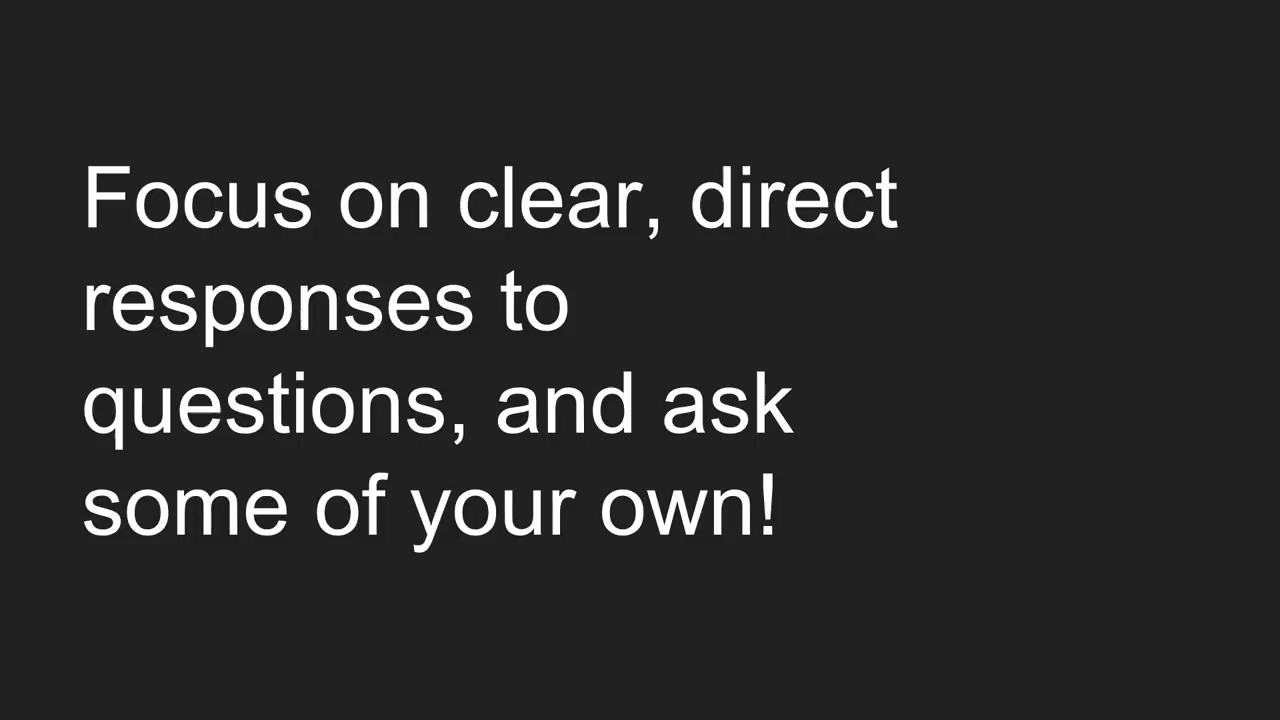 Focus on clear, direct
responses to
questions, and ask
some of your own!